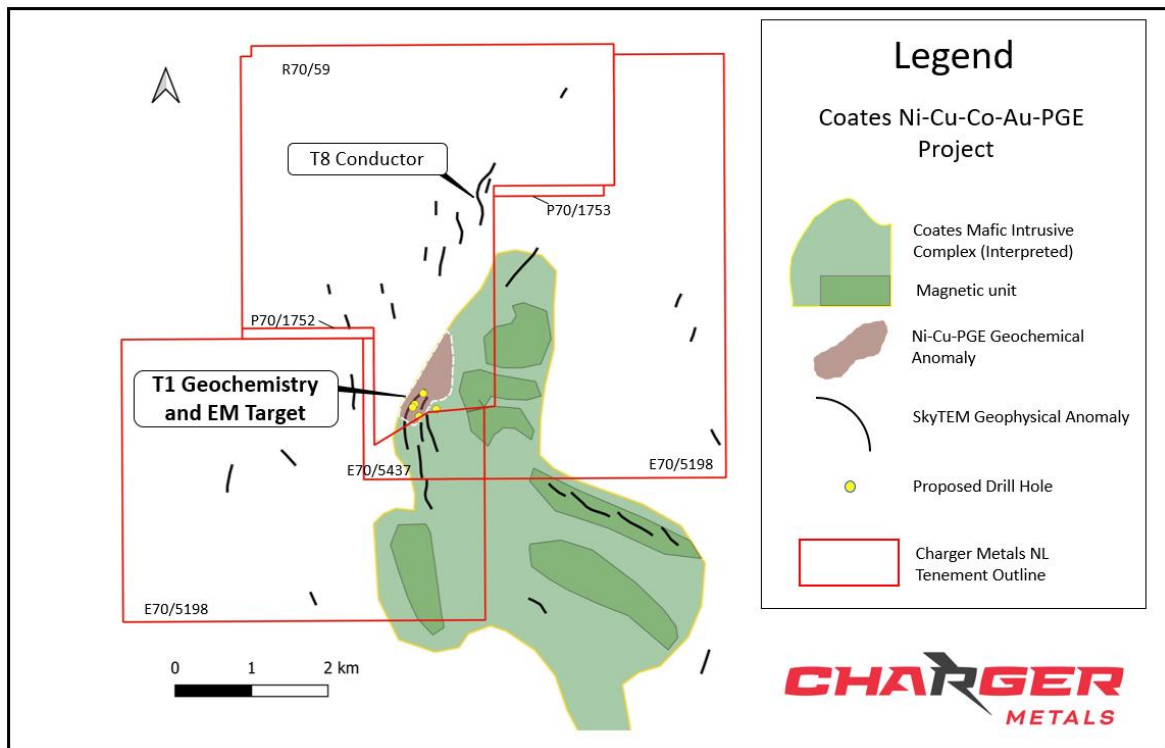 R70/59
T8 Conductor
P70/1753
P70/1752
T1 Geochemistry
and EM Target
E70/5437
E70/5198
E70/5198
0 1 2 km
Legend
Coates Ni-Cu-Co-Au-PGE
Project
Coates Mafic Intrusive
Complex (Interpreted)
Magnetic unit
Ni-Cu-PGE Geochemical
Anomaly
SkyTEM Geophysical Anomaly
Proposed Drill Hole
Charger Metals NL
Tenement Outline
CHARGER
METALS